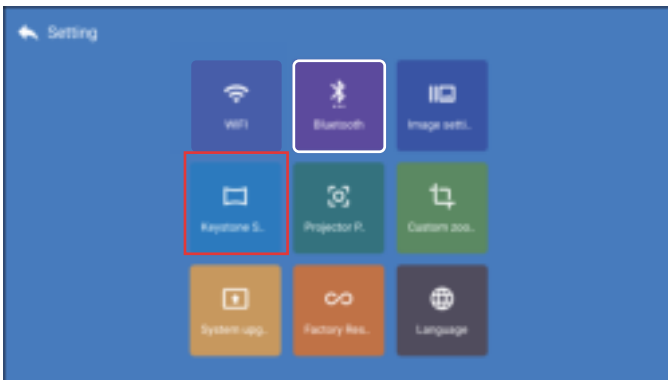 Setting
WIFI
Bluetooth
Image setti..
Keystone S..
Projector P..
Custom zoo..
System upg..
Factory Res..
Language